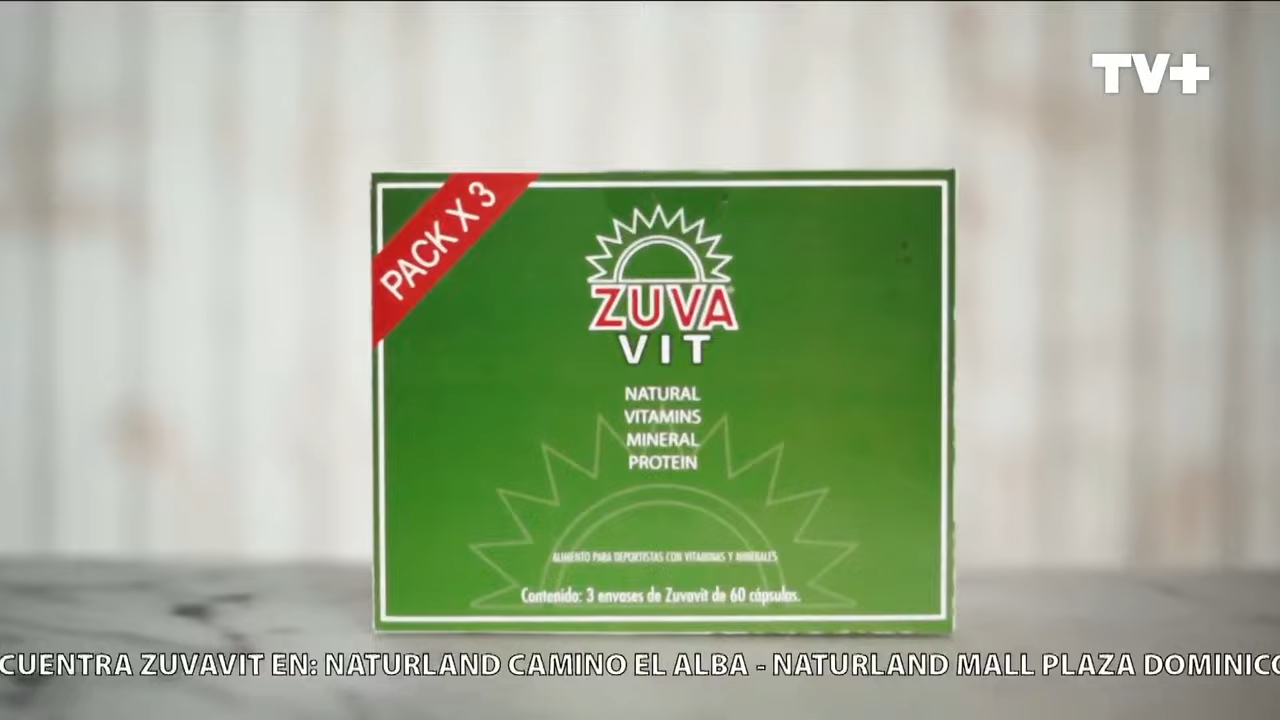 TV+
PACK X 3
ZUVA
VIT
NATURAL
VITAMINS
MINERAL
PROTEIN
ALIMENTO PARA DEPORTISTAS CON VITAMINAS Y MINERALES
Contenido: 3 envases de Zuvavit de 60 cápsulas.
CUENTRA ZUVAVIT EN: NATURLAND CAMINO EL ALBA - NATURLAND MALL PLAZA DOMINICO